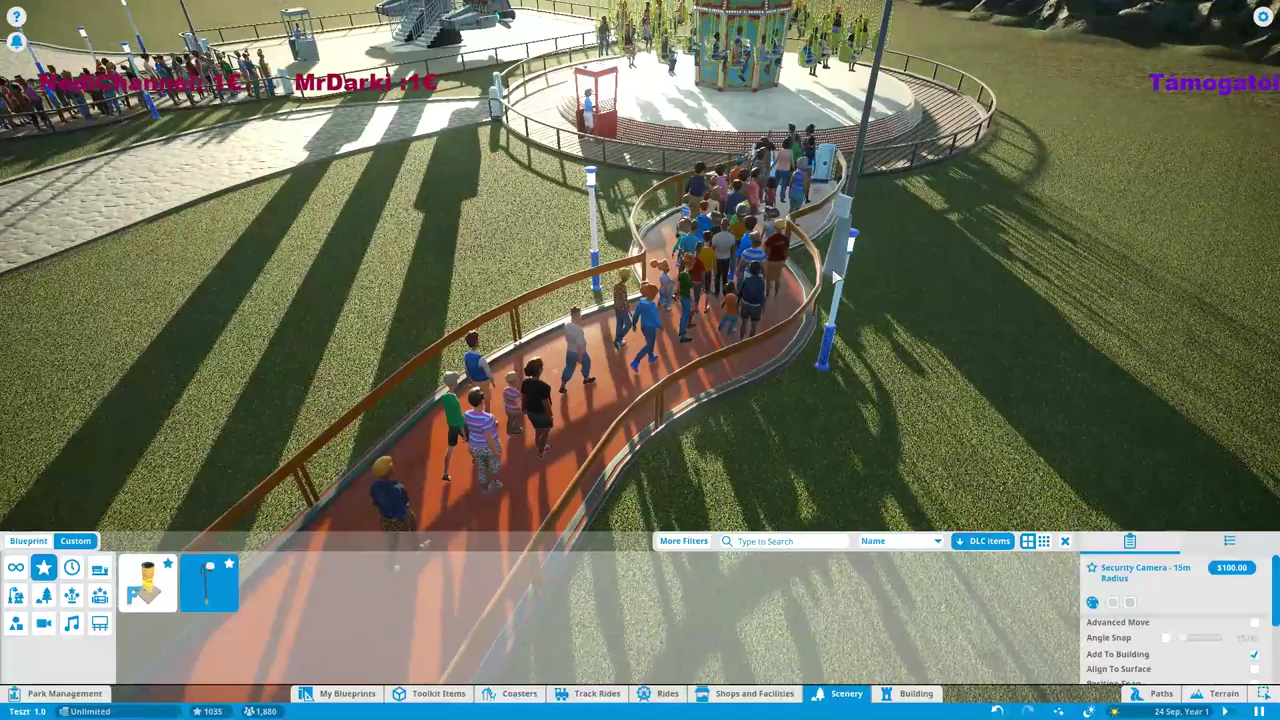 NediChannel: 1€ MrDarki :1€ Támogatói
Blueprint Custom More Filters Type to Search Name DLC items
Security Camera - 15m Radius $100.00
Advanced Move
Angle Snap
Add To Building
Align To Surface
Park Management My Blueprints Toolkit Items Coasters Track Rides Rides Shops and Facilities Scenery Building Paths Terrain
Teszt 1.0 Unlimited 1035 1,880 24 Sep, Year 1